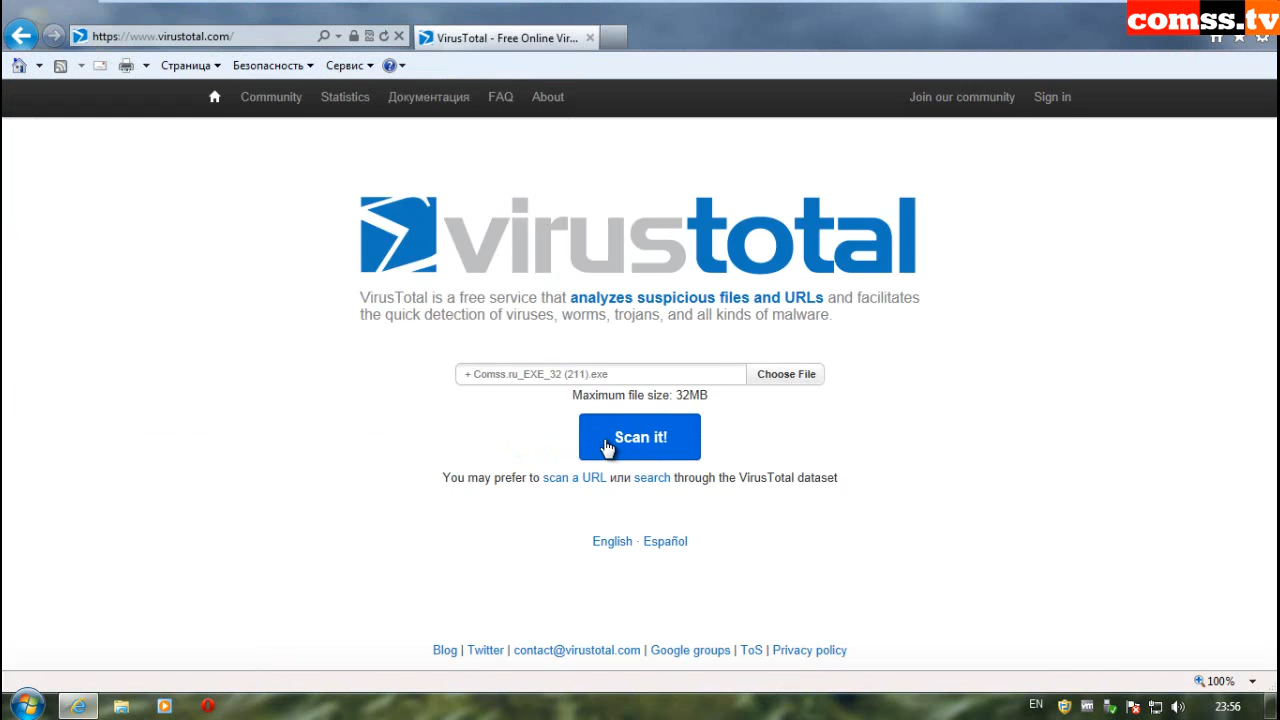 comss.tv
https://www.virustotal.com/
VirusTotal - Free Online Vir...
Страница
Безопасность
Сервис
Community
Statistics
Документация
FAQ
About
Join our community
Sign in
virustotal
VirusTotal is a free service that analyzes suspicious files and URLs and facilitates
the quick detection of viruses, worms, trojans, and all kinds of malware.
+ Comss.ru_EXE_32 (211).exe
Choose File
Maximum file size: 32MB
Scan it!
You may prefer to scan a URL или search through the VirusTotal dataset
English · Español
Blog | Twitter | contact@virustotal.com | Google groups | ToS | Privacy policy
100%
EN
23:56